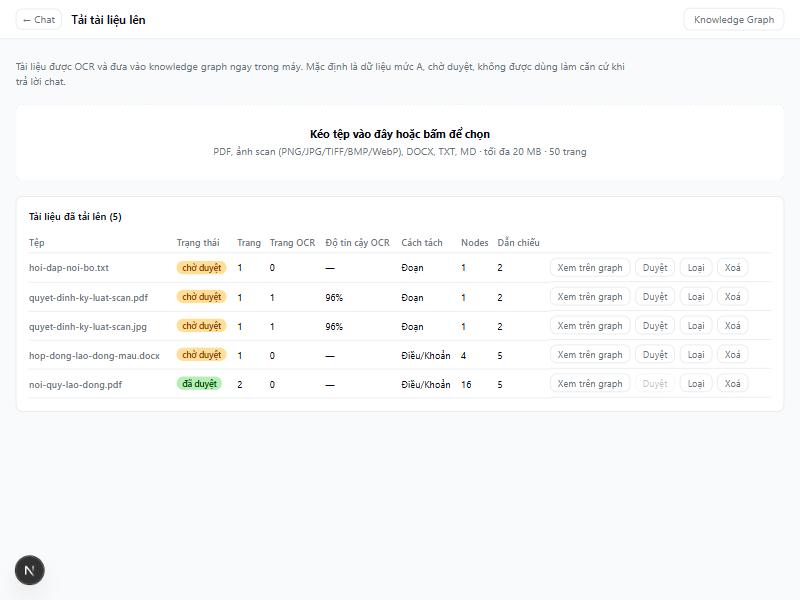 ← Chat Tải tài liệu lên Knowledge Graph
Tài liệu được OCR và đưa vào knowledge graph ngay trong máy. Mặc định là dữ liệu mức A, chờ duyệt, không được dùng làm căn cứ khi
trả lời chat.
Kéo tệp vào đây hoặc bấm để chọn
PDF, ảnh scan (PNG/JPG/TIFF/BMP/WebP), DOCX, TXT, MD · tối đa 20 MB · 50 trang
Tài liệu đã tải lên (5)
Tệp Trạng thái Trang Trang OCR Độ tin cậy OCR Cách tách Nodes Dẫn chiếu
hoi-dap-noi-bo.txt chờ duyệt 1 0 — Đoạn 1 2 Xem trên graph Duyệt Loại Xoá
quyet-dinh-ky-luat-scan.pdf chờ duyệt 1 1 96% Đoạn 1 2 Xem trên graph Duyệt Loại Xoá
quyet-dinh-ky-luat-scan.jpg chờ duyệt 1 1 96% Đoạn 1 2 Xem trên graph Duyệt Loại Xoá
hop-dong-lao-dong-mau.docx chờ duyệt 1 0 — Điều/Khoản 4 5 Xem trên graph Duyệt Loại Xoá
noi-quy-lao-dong.pdf đã duyệt 2 0 — Điều/Khoản 16 5 Xem trên graph Duyệt Loại Xoá
N